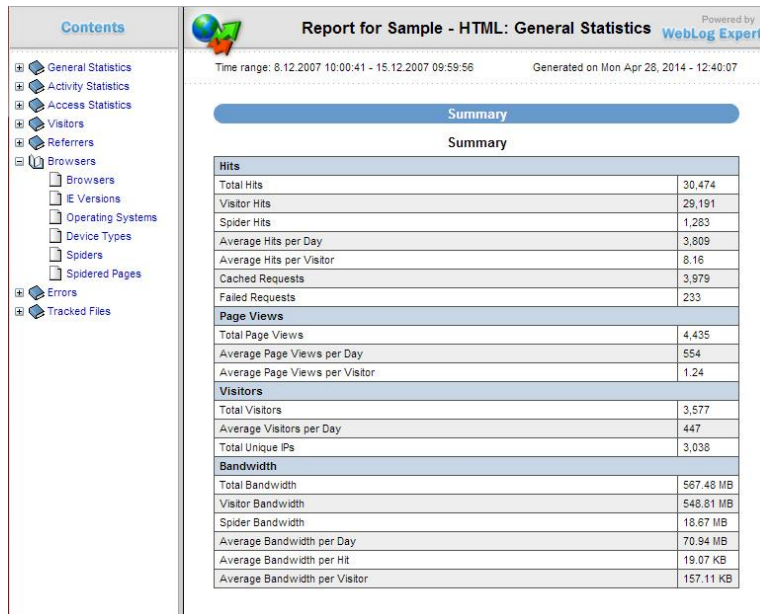 Contents
General Statistics
Activity Statistics
Access Statistics
Visitors
Referrers
Browsers
Browsers
IE Versions
Operating Systems
Device Types
Spiders
Spidered Pages
Errors
Tracked Files
Report for Sample - HTML: General Statistics
Powered by
WebLog Expert
Time range: 8.12.2007 10:00:41 - 15.12.2007 09:59:56 Generated on Mon Apr 28, 2014 - 12:40:07
Summary
Summary
Hits
Total Hits 30,474
Visitor Hits 29,191
Spider Hits 1,283
Average Hits per Day 3,809
Average Hits per Visitor 8.16
Cached Requests 3,979
Failed Requests 233
Page Views
Total Page Views 4,435
Average Page Views per Day 554
Average Page Views per Visitor 1.24
Visitors
Total Visitors 3,577
Average Visitors per Day 447
Total Unique IPs 3,038
Bandwidth
Total Bandwidth 567.48 MB
Visitor Bandwidth 548.81 MB
Spider Bandwidth 18.67 MB
Average Bandwidth per Day 70.94 MB
Average Bandwidth per Hit 19.07 KB
Average Bandwidth per Visitor 157.11 KB